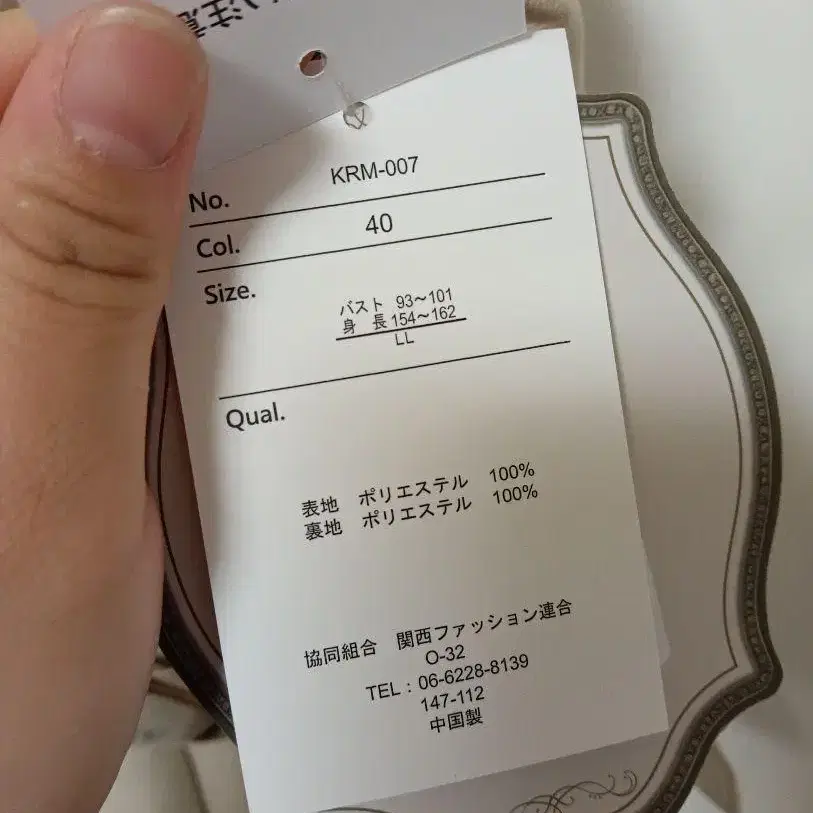 No. KRM-007
Col. 40
Size.
バスト 93〜101
身 長 154〜162
LL
Qual.
表地 ポリエステル 100%
裏地 ポリエステル 100%
協同組合 関西ファッション連合
O-32
TEL：06-6228-8139
147-112
中国製